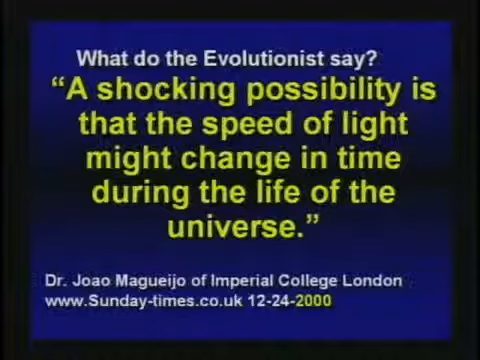 What do the Evolutionist say?
“A shocking possibility is
that the speed of light
might change in time
during the life of the
universe.”
Dr. Joao Magueijo of Imperial College London
www.Sunday-times.co.uk 12-24-2000